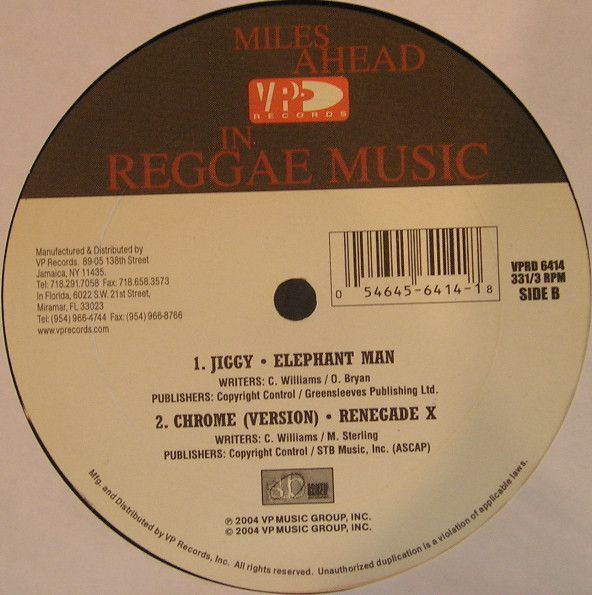 MILES
AHEAD
VP
RECORDS
IN
REGGAE MUSIC
Manufactured & Distributed by
VP Records. 89-05 138th Street
Jamaica, NY 11435.
Tel: 718.291.7058 Fax: 718.658.3573
In Florida, 6022 S.W. 21st Street,
Miramar, FL 33023
Tel: (954) 966-4744 Fax: (954) 966-8766
www.vprecords.com
0 54645-6414-1 8
VPRD 6414
331/3 RPM
SIDE B
1. JIGGY • ELEPHANT MAN
WRITERS: C. Williams / O. Bryan
PUBLISHERS: Copyright Control / Greensleeves Publishing Ltd.
2. CHROME (VERSION) • RENEGADE X
WRITERS: C. Williams / M. Sterling
PUBLISHERS: Copyright Control / STB Music, Inc. (ASCAP)
SOUTH
℗ 2004 VP MUSIC GROUP, INC.
© 2004 VP MUSIC GROUP, INC.
Mfg. and Distributed by VP Records, Inc. All rights reserved. Unauthorized duplication is a violation of applicable laws.